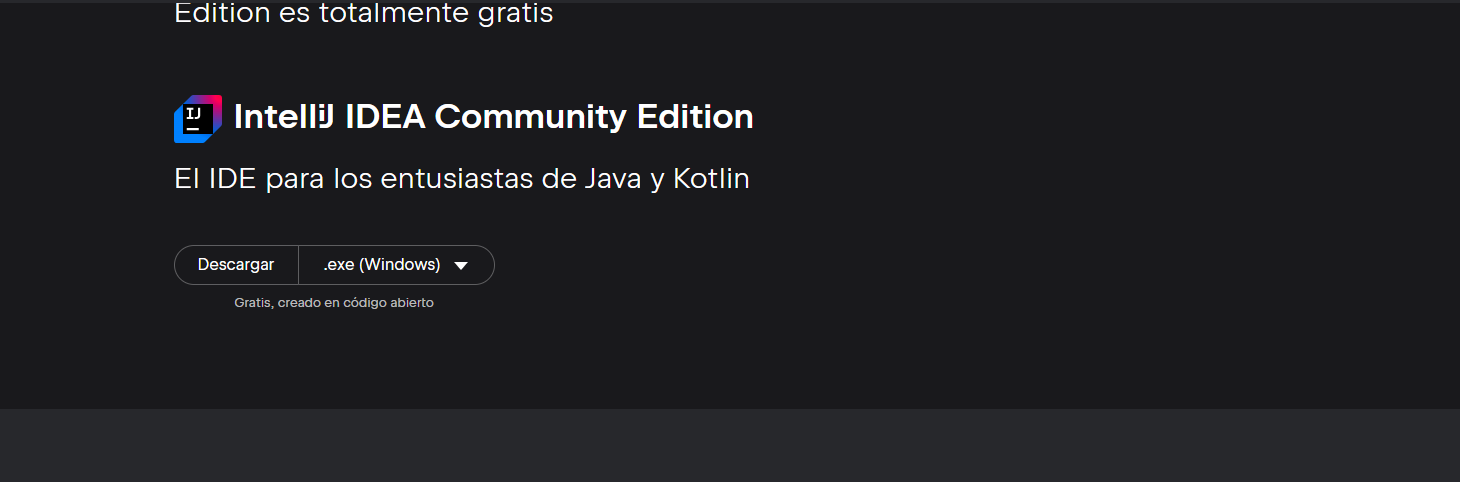 Edition es totalmente gratis
IJ
IntelliJ IDEA Community Edition
El IDE para los entusiastas de Java y Kotlin
Descargar
.exe (Windows)
Gratis, creado en código abierto